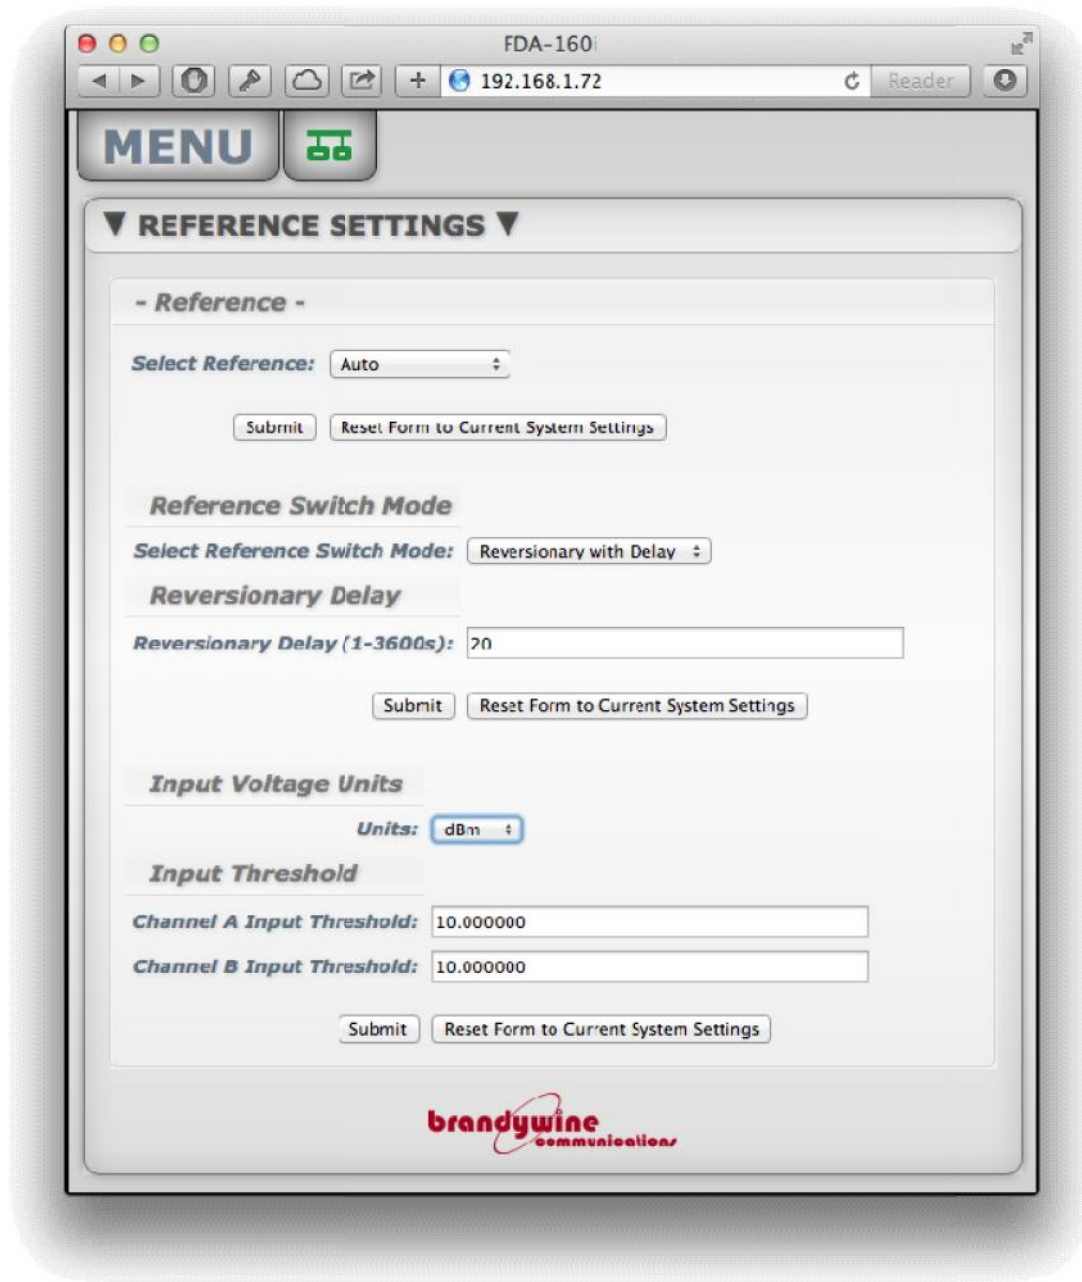 FDA-160i
192.168.1.72
Reader
MENU
▼ REFERENCE SETTINGS ▼
- Reference -
Select Reference: Auto
Submit Reset Form to Current System Settings
Reference Switch Mode
Select Reference Switch Mode: Reversionary with Delay
Reversionary Delay
Reversionary Delay (1-3600s): 20
Submit Reset Form to Current System Settings
Input Voltage Units
Units: dBm
Input Threshold
Channel A Input Threshold: 10.000000
Channel B Input Threshold: 10.000000
Submit Reset Form to Current System Settings
brandywine
communications